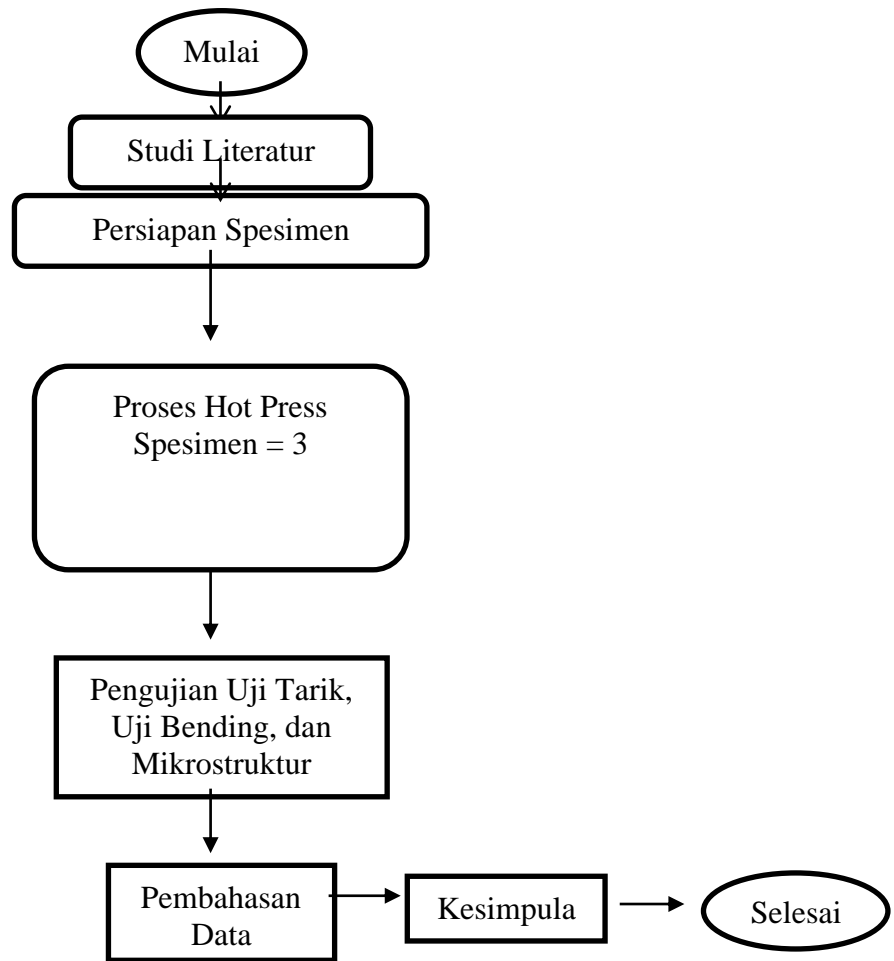 Mulai
Studi Literatur
Persiapan Spesimen
Proses Hot Press
Spesimen = 3
Pengujian Uji Tarik,
Uji Bending, dan
Mikrostruktur
Pembahasan
Data
Kesimpula
Selesai